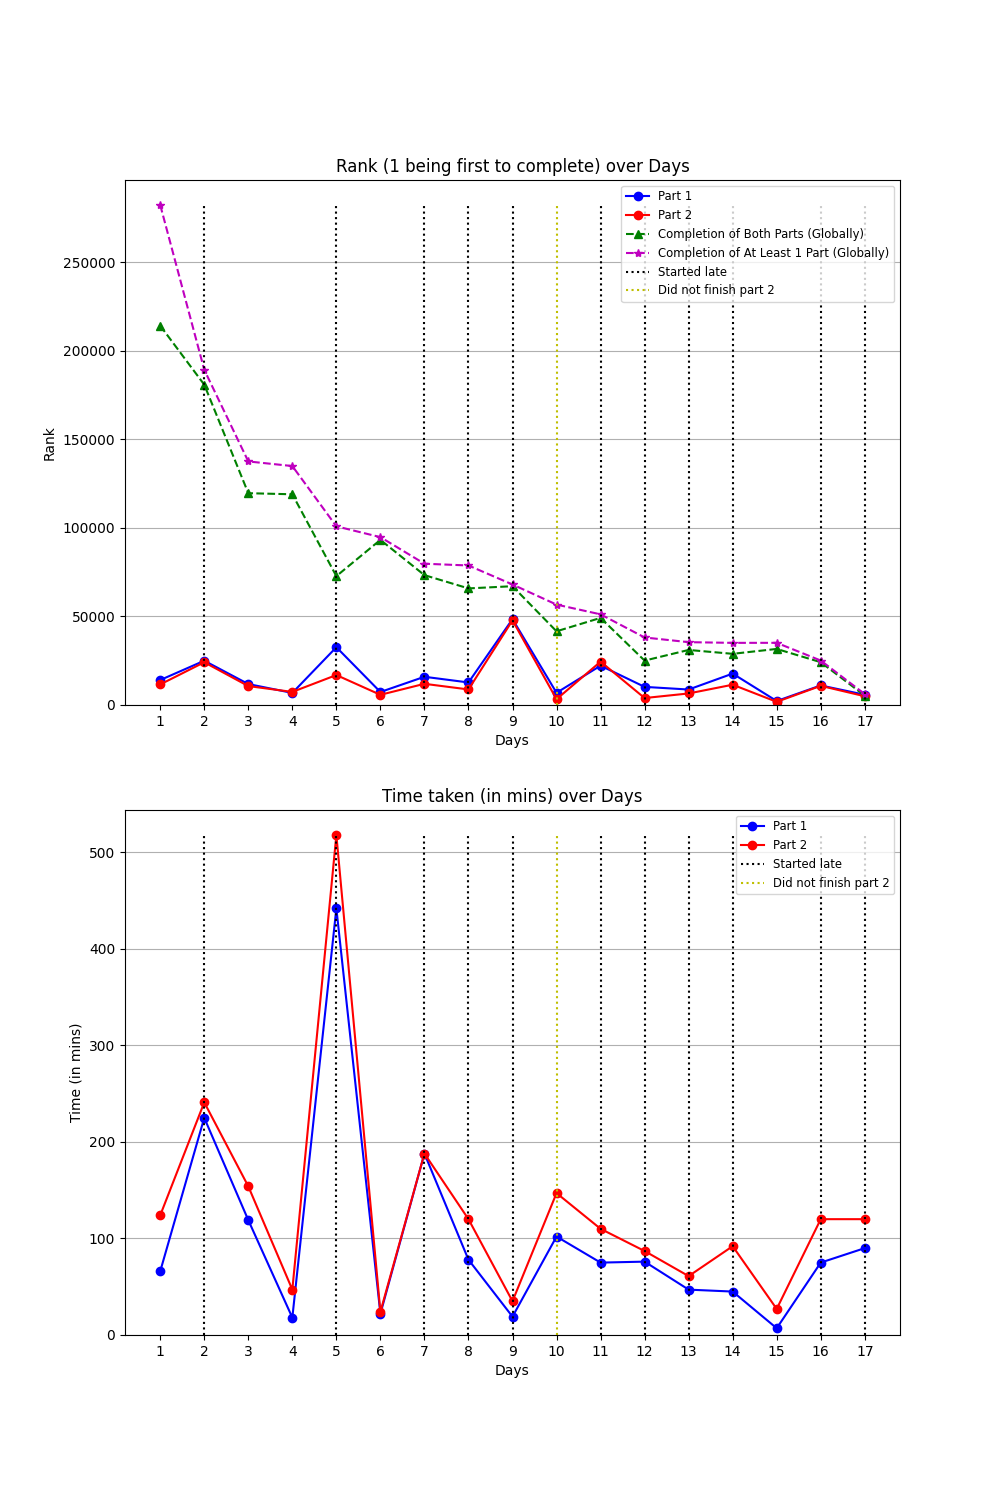 Rank (1 being first to complete) over Days
Part 1
Part 2
Completion of Both Parts (Globally)
Completion of At Least 1 Part (Globally)
Started late
Did not finish part 2
250000
200000
150000
100000
50000
0
Rank
1 2 3 4 5 6 7 8 9 10 11 12 13 14 15 16 17
Days
Time taken (in mins) over Days
Part 1
Part 2
Started late
Did not finish part 2
500
400
300
200
100
0
Time (in mins)
1 2 3 4 5 6 7 8 9 10 11 12 13 14 15 16 17
Days